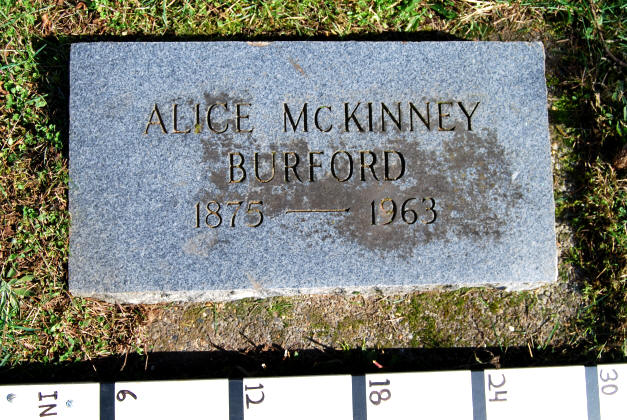 ALICE MCKINNEY
BURFORD
1875 — 1963
IN 6 12 18 24 30